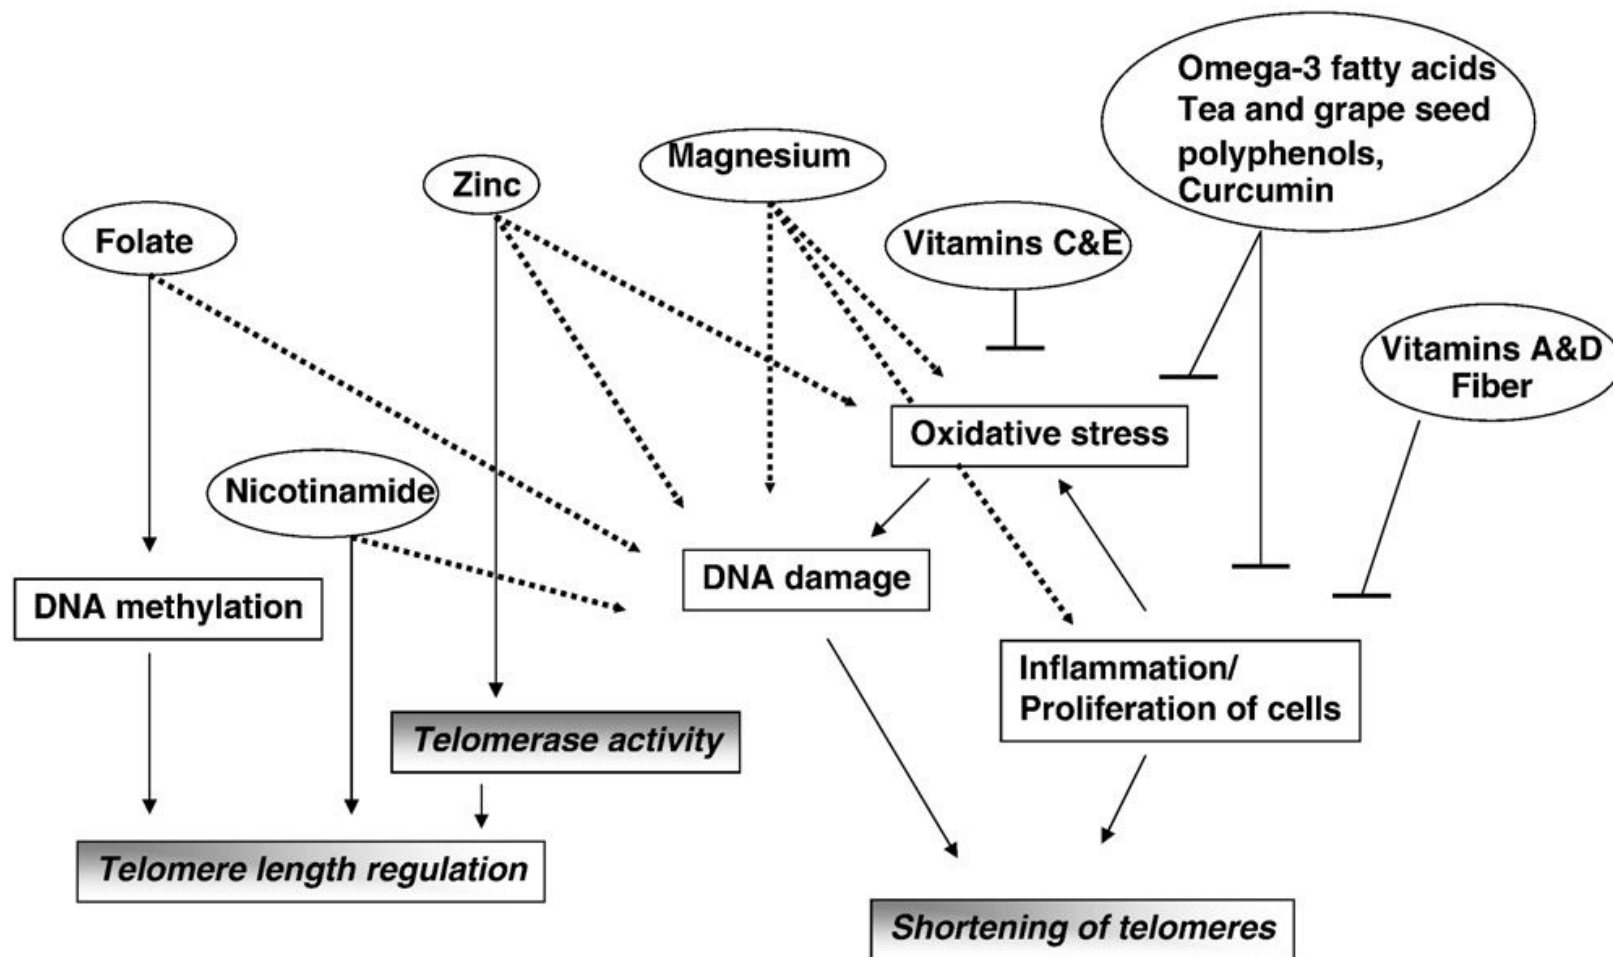 Omega-3 fatty acids
Tea and grape seed
polyphenols,
Curcumin
Magnesium
Zinc
Folate
Vitamins C&E
Vitamins A&D
Fiber
Oxidative stress
Nicotinamide
DNA damage
DNA methylation
Inflammation/
Proliferation of cells
Telomerase activity
Telomere length regulation
Shortening of telomeres